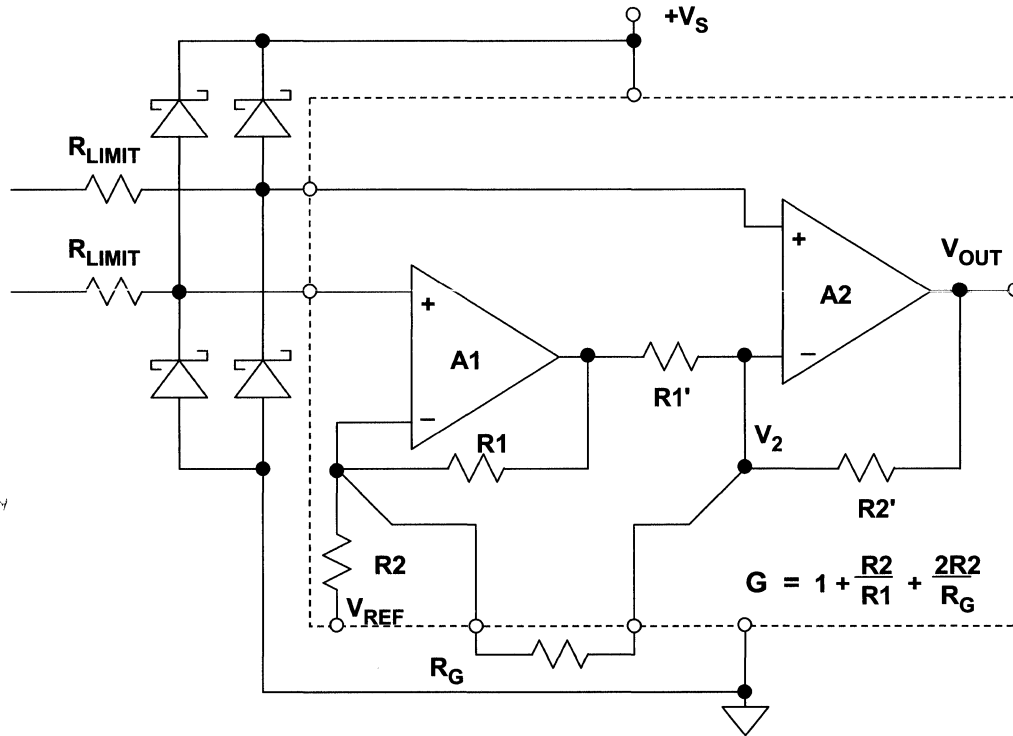 +VS
RLIMIT
RLIMIT
+
A1
−
+
A2
−
VOUT
R1'
R1
V2
R2'
R2
VREF
RG
G = 1 + R2/R1 + 2R2/RG